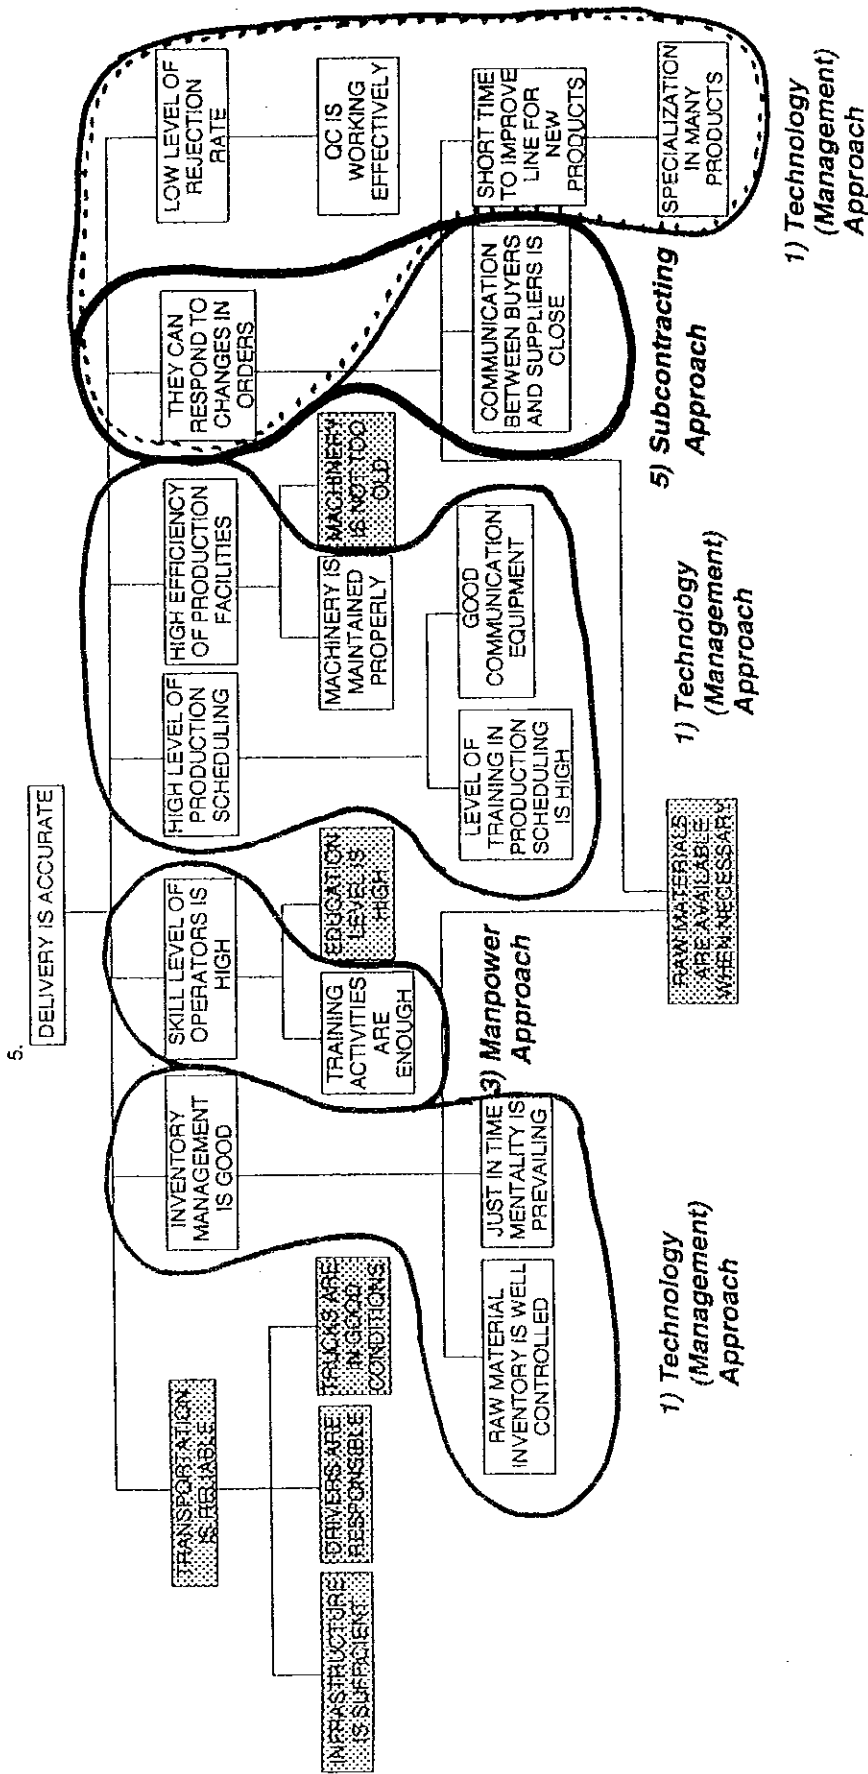 5.
DELIVERY IS ACCURATE
TRANSPORTATION
IS RELIABLE
INVENTORY
MANAGEMENT
IS GOOD
SKILL LEVEL OF
OPERATORS IS
HIGH
HIGH LEVEL OF
PRODUCTION
SCHEDULING
HIGH EFFICIENCY
OF PRODUCTION
FACILITIES
THEY CAN
RESPOND TO
CHANGES IN
ORDERS
LOW LEVEL OF
REJECTION
RATE
INFRASTRUCTURE
IS SUFFICIENT
DRIVERS ARE
RESPONSIBLE
TRUCKS ARE
IN GOOD
CONDITIONS
TRAINING
ACTIVITIES
ARE
ENOUGH
EDUCATION
LEVEL IS
HIGH
MACHINERY IS
MAINTAINED
PROPERLY
MACHINERY
IS NOT TOO
OLD
QC IS
WORKING
EFFECTIVELY
RAW MATERIAL
INVENTORY IS WELL
CONTROLLED
JUST IN TIME
MENTALITY IS
PREVAILING
LEVEL OF
TRAINING IN
PRODUCTION
SCHEDULING
IS HIGH
GOOD
COMMUNICATION
EQUIPMENT
COMMUNICATION
BETWEEN BUYERS
AND SUPPLIERS IS
CLOSE
SHORT TIME
TO IMPROVE
LINE FOR
NEW
PRODUCTS
3) Manpower
Approach
RAW MATERIALS
ARE AVAILABLE
WHEN NECESSARY
SPECIALIZATION
IN MANY
PRODUCTS
1) Technology
(Management)
Approach
1) Technology
(Management)
Approach
5) Subcontracting
Approach
1) Technology
(Management)
Approach